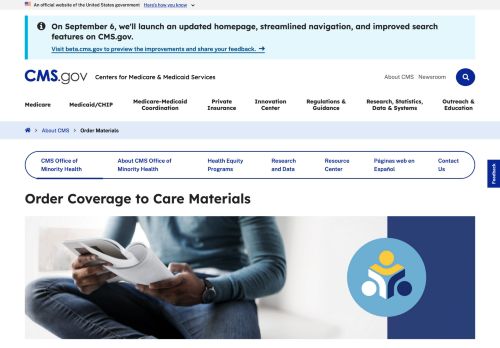 An official website of the United States government Here's how you know
On September 6, we'll launch an updated homepage, streamlined navigation, and improved search
features on CMS.gov.
Visit beta.cms.gov to preview the improvements and share your feedback.
CMS.gov Centers for Medicare & Medicaid Services
About CMS Newsroom
Medicare
Medicaid/CHIP
Medicare-Medicaid
Coordination
Private
Insurance
Innovation
Center
Regulations &
Guidance
Research, Statistics,
Data & Systems
Outreach &
Education
About CMS Order Materials
CMS Office of
Minority Health
About CMS Office of
Minority Health
Health Equity
Programs
Research
and Data
Resource
Center
Páginas web en
Español
Contact
Us
Feedback
Order Coverage to Care Materials